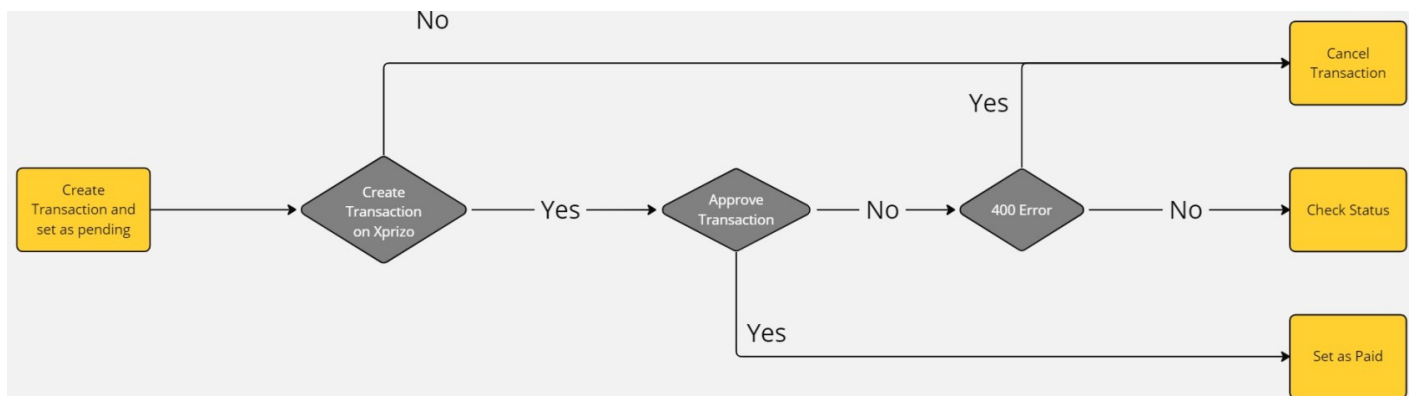 No
Cancel
Transaction
Yes
Create
Transaction and
set as pending
Create
Transaction
on Xprizo
Yes
Approve
Transaction
No
400 Error
No
Check Status
Yes
Set as Paid